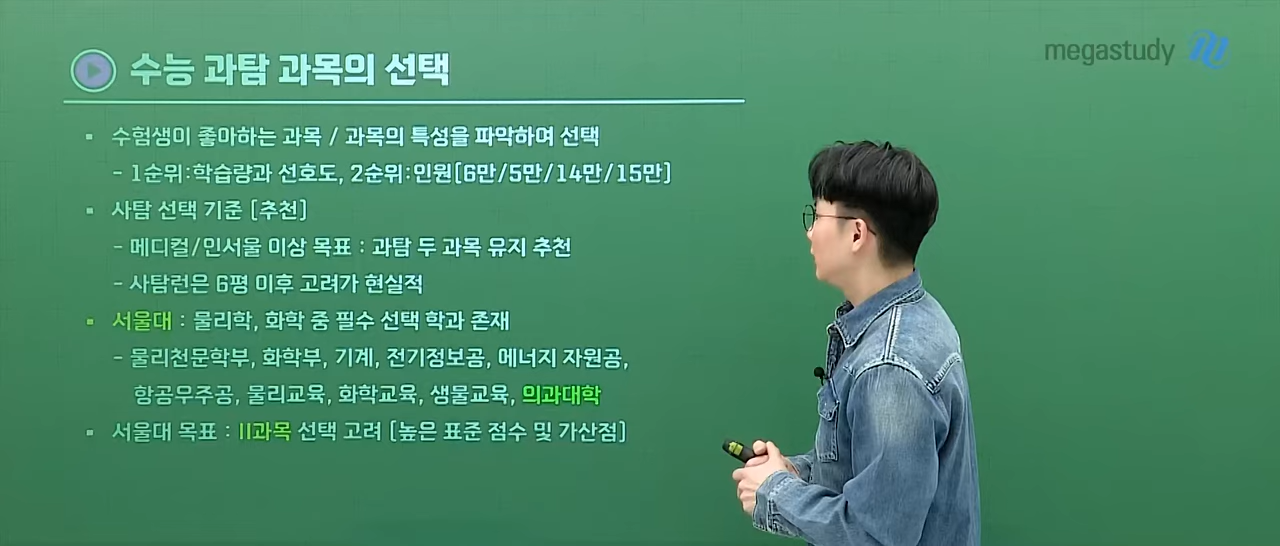 수능 과탐 과목의 선택
megastudy
수험생이 좋아하는 과목 / 과목의 특성을 파악하여 선택
- 1순위:학습량과 선호도, 2순위:인원[6만/5만/14만/15만]
사탐 선택 기준 [추천]
- 메디컬/인서울 이상 목표 : 과탐 두 과목 유지 추천
- 사탐런은 6평 이후 고려가 현실적
서울대 : 물리학, 화학 중 필수 선택 학과 존재
- 물리천문학부, 화학부, 기계, 전기정보공, 에너지 자원공,
항공우주공, 물리교육, 화학교육, 생물교육, 의과대학
서울대 목표 : II과목 선택 고려 [높은 표준 점수 및 가산점]